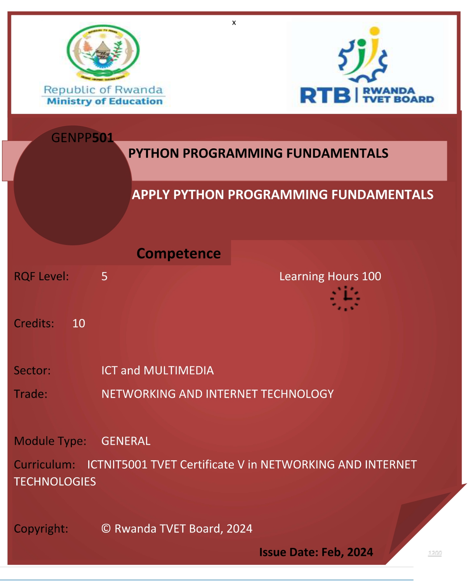 x
Republic of Rwanda
Ministry of Education
RTB | RWANDA TVET BOARD
GENPP501
PYTHON PROGRAMMING FUNDAMENTALS
APPLY PYTHON PROGRAMMING FUNDAMENTALS
Competence
RQF Level: 5 Learning Hours 100
Credits: 10
Sector: ICT and MULTIMEDIA
Trade: NETWORKING AND INTERNET TECHNOLOGY
Module Type: GENERAL
Curriculum: ICTNIT5001 TVET Certificate V in NETWORKING AND INTERNET
TECHNOLOGIES
Copyright: © Rwanda TVET Board, 2024
Issue Date: Feb, 2024